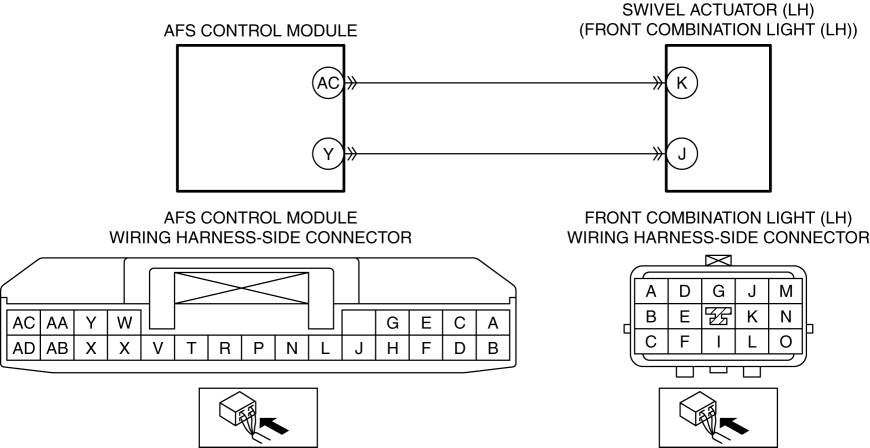 SWIVEL ACTUATOR (LH)
AFS CONTROL MODULE
(FRONT COMBINATION LIGHT (LH))
AC
K
Y
J
AFS CONTROL MODULE
WIRING HARNESS-SIDE CONNECTOR
FRONT COMBINATION LIGHT (LH)
WIRING HARNESS-SIDE CONNECTOR
AC AA Y W G E C A
AD AB X X V T R P N L J H F D B
A D G J M
B E K N
C F I L O